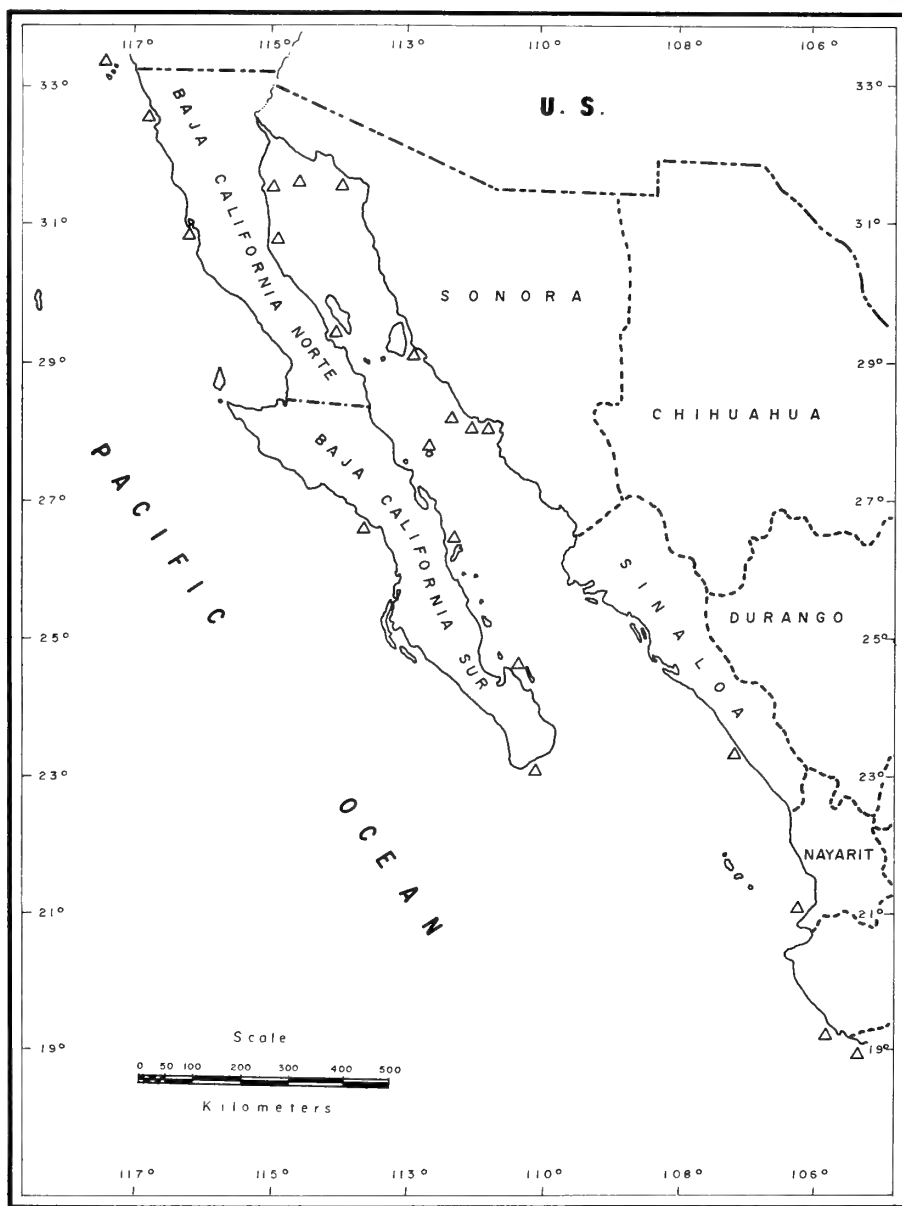 117° 115° 113° 110° 108° 106°
33° 33°
U. S.
BAJA CALIFORNIA NORTE
31° 31°
SONORA
29° 29°
CHIHUAHUA
BAJA CALIFORNIA SUR
PACIFIC OCEAN
27° 27°
SINALOA
DURANGO
25° 25°
23° 23°
NAYARIT
21° 21°
Scale
19° 19°
0 50 100 200 300 400 500
Kilometers
117° 115° 113° 110° 108° 106°